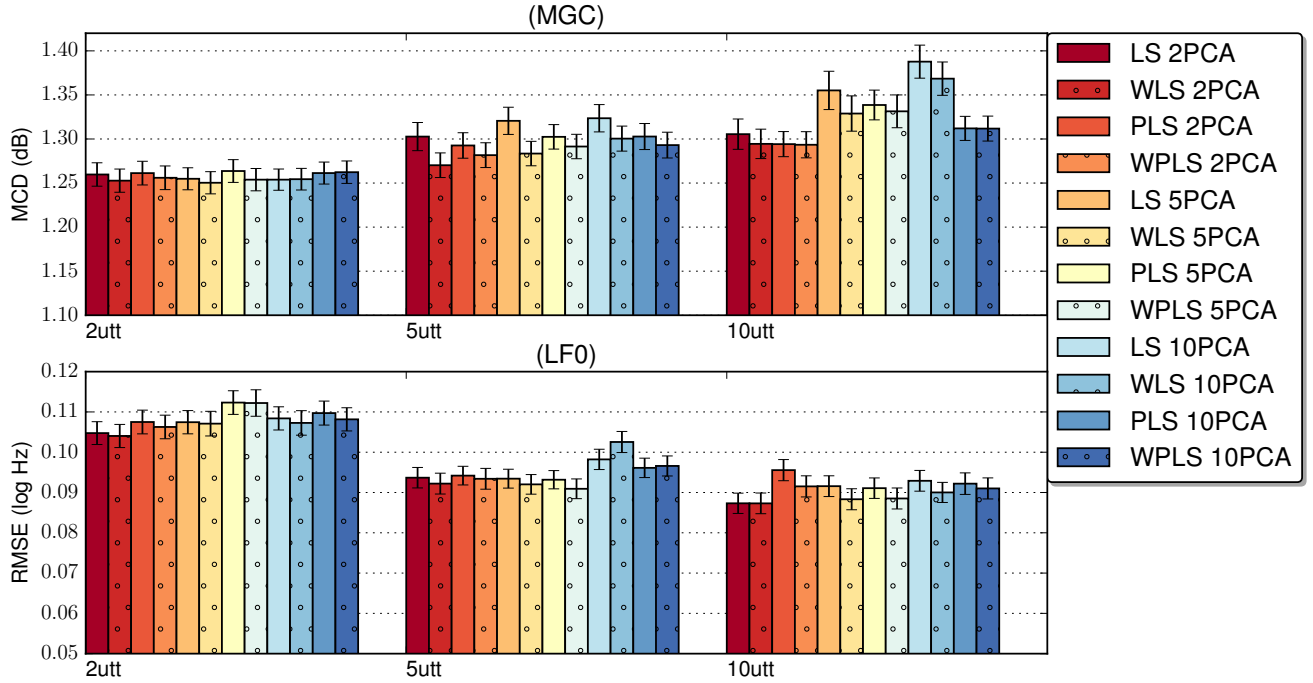 (MGC)
MCD (dB)
1.40
1.35
1.30
1.25
1.20
1.15
1.10
2utt 5utt 10utt
(LF0)
RMSE (log Hz)
0.12
0.11
0.10
0.09
0.08
0.07
0.06
0.05
2utt 5utt 10utt
LS 2PCA
WLS 2PCA
PLS 2PCA
WPLS 2PCA
LS 5PCA
WLS 5PCA
PLS 5PCA
WPLS 5PCA
LS 10PCA
WLS 10PCA
PLS 10PCA
WPLS 10PCA